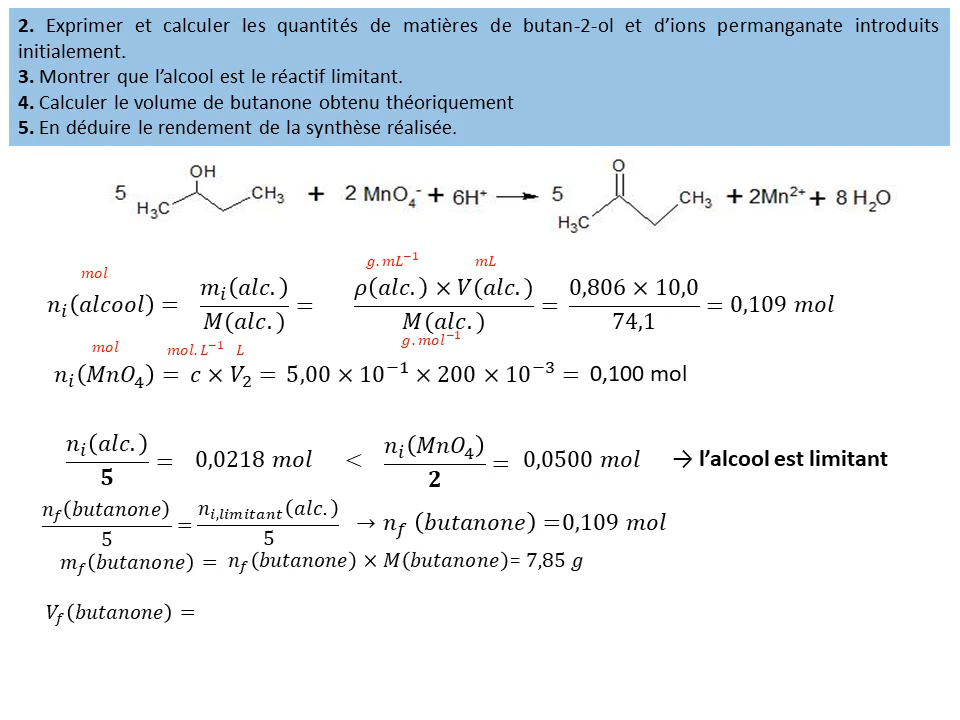 2. Exprimer et calculer les quantités de matières de butan-2-ol et d’ions permanganate introduits
initialement.
3. Montrer que l’alcool est le réactif limitant.
4. Calculer le volume de butanone obtenu théoriquement
5. En déduire le rendement de la synthèse réalisée.
5 H₃C OH CH₃ + 2 MnO₄⁻ + 6H⁺ ⟶ 5 H₃C O CH₃ + 2Mn²⁺ + 8 H₂O
mol g.mL⁻¹ mL
nᵢ(alcool) = mᵢ(alc.)/M(alc.) = ρ(alc.) × V(alc.)/M(alc.) = 0,806 × 10,0/74,1 = 0,109 mol
g.mol⁻¹
mol mol.L⁻¹ L
nᵢ(MnO₄) = c × V₂ = 5,00 × 10⁻¹ × 200 × 10⁻³ = 0,100 mol
nᵢ(alc.)/5 = 0,0218 mol < nᵢ(MnO₄)/2 = 0,0500 mol → l’alcool est limitant
n_f(butanone)/5 = n_i,limitant(alc.)/5 → n_f (butanone) =0,109 mol
m_f(butanone) = n_f(butanone) × M(butanone)= 7,85 g
V_f(butanone) =